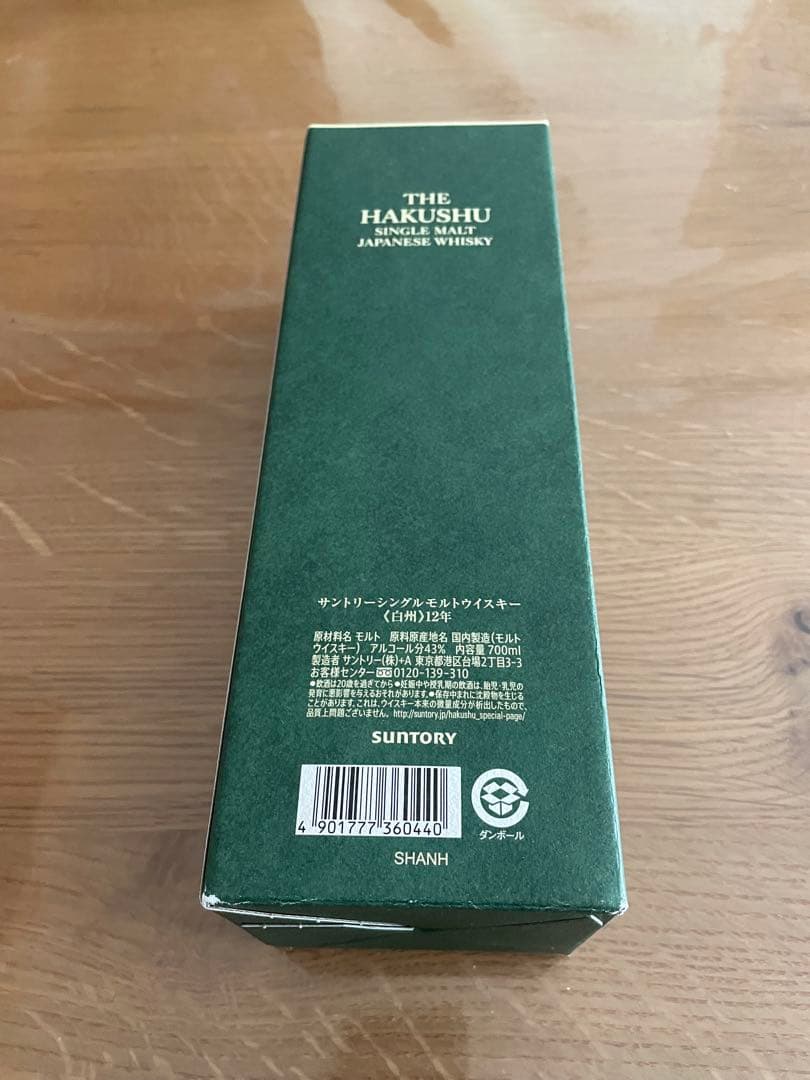 THE
HAKUSHU
SINGLE MALT
JAPANESE WHISKY
サントリーシングルモルトウイスキー
《白州》12年
原材料名 モルト 原料原産地名 国内製造(モルト
ウイスキー) アルコール分43% 内容量 700ml
製造者 サントリー(株)+A 東京都港区台場2丁目3-3
お客様センター 0120-139-310
●飲酒は20歳を過ぎてから●妊娠中や授乳期の飲酒は、胎児・乳児の
発育に悪影響を与えるおそれがあります。●保存中まれに沈殿物を生じる
ことがあります。これは、ウイスキー本来の微量成分が析出したもので、
品質上問題ございません。http://suntory.jp/hakushu_special-page/
SUNTORY
4 901777 360440
ダンボール
SHANH